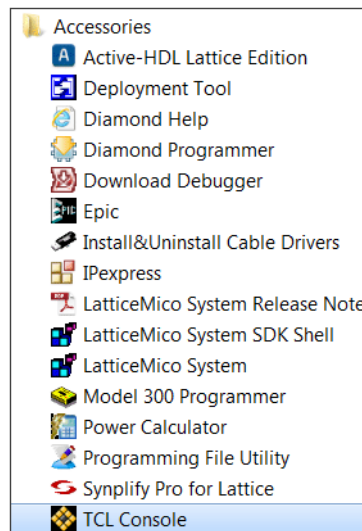 Accessories
Active-HDL Lattice Edition
Deployment Tool
Diamond Help
Diamond Programmer
Download Debugger
Epic
Install&Uninstall Cable Drivers
IPexpress
LatticeMico System Release Note
LatticeMico System SDK Shell
LatticeMico System
Model 300 Programmer
Power Calculator
Programming File Utility
Synplify Pro for Lattice
TCL Console